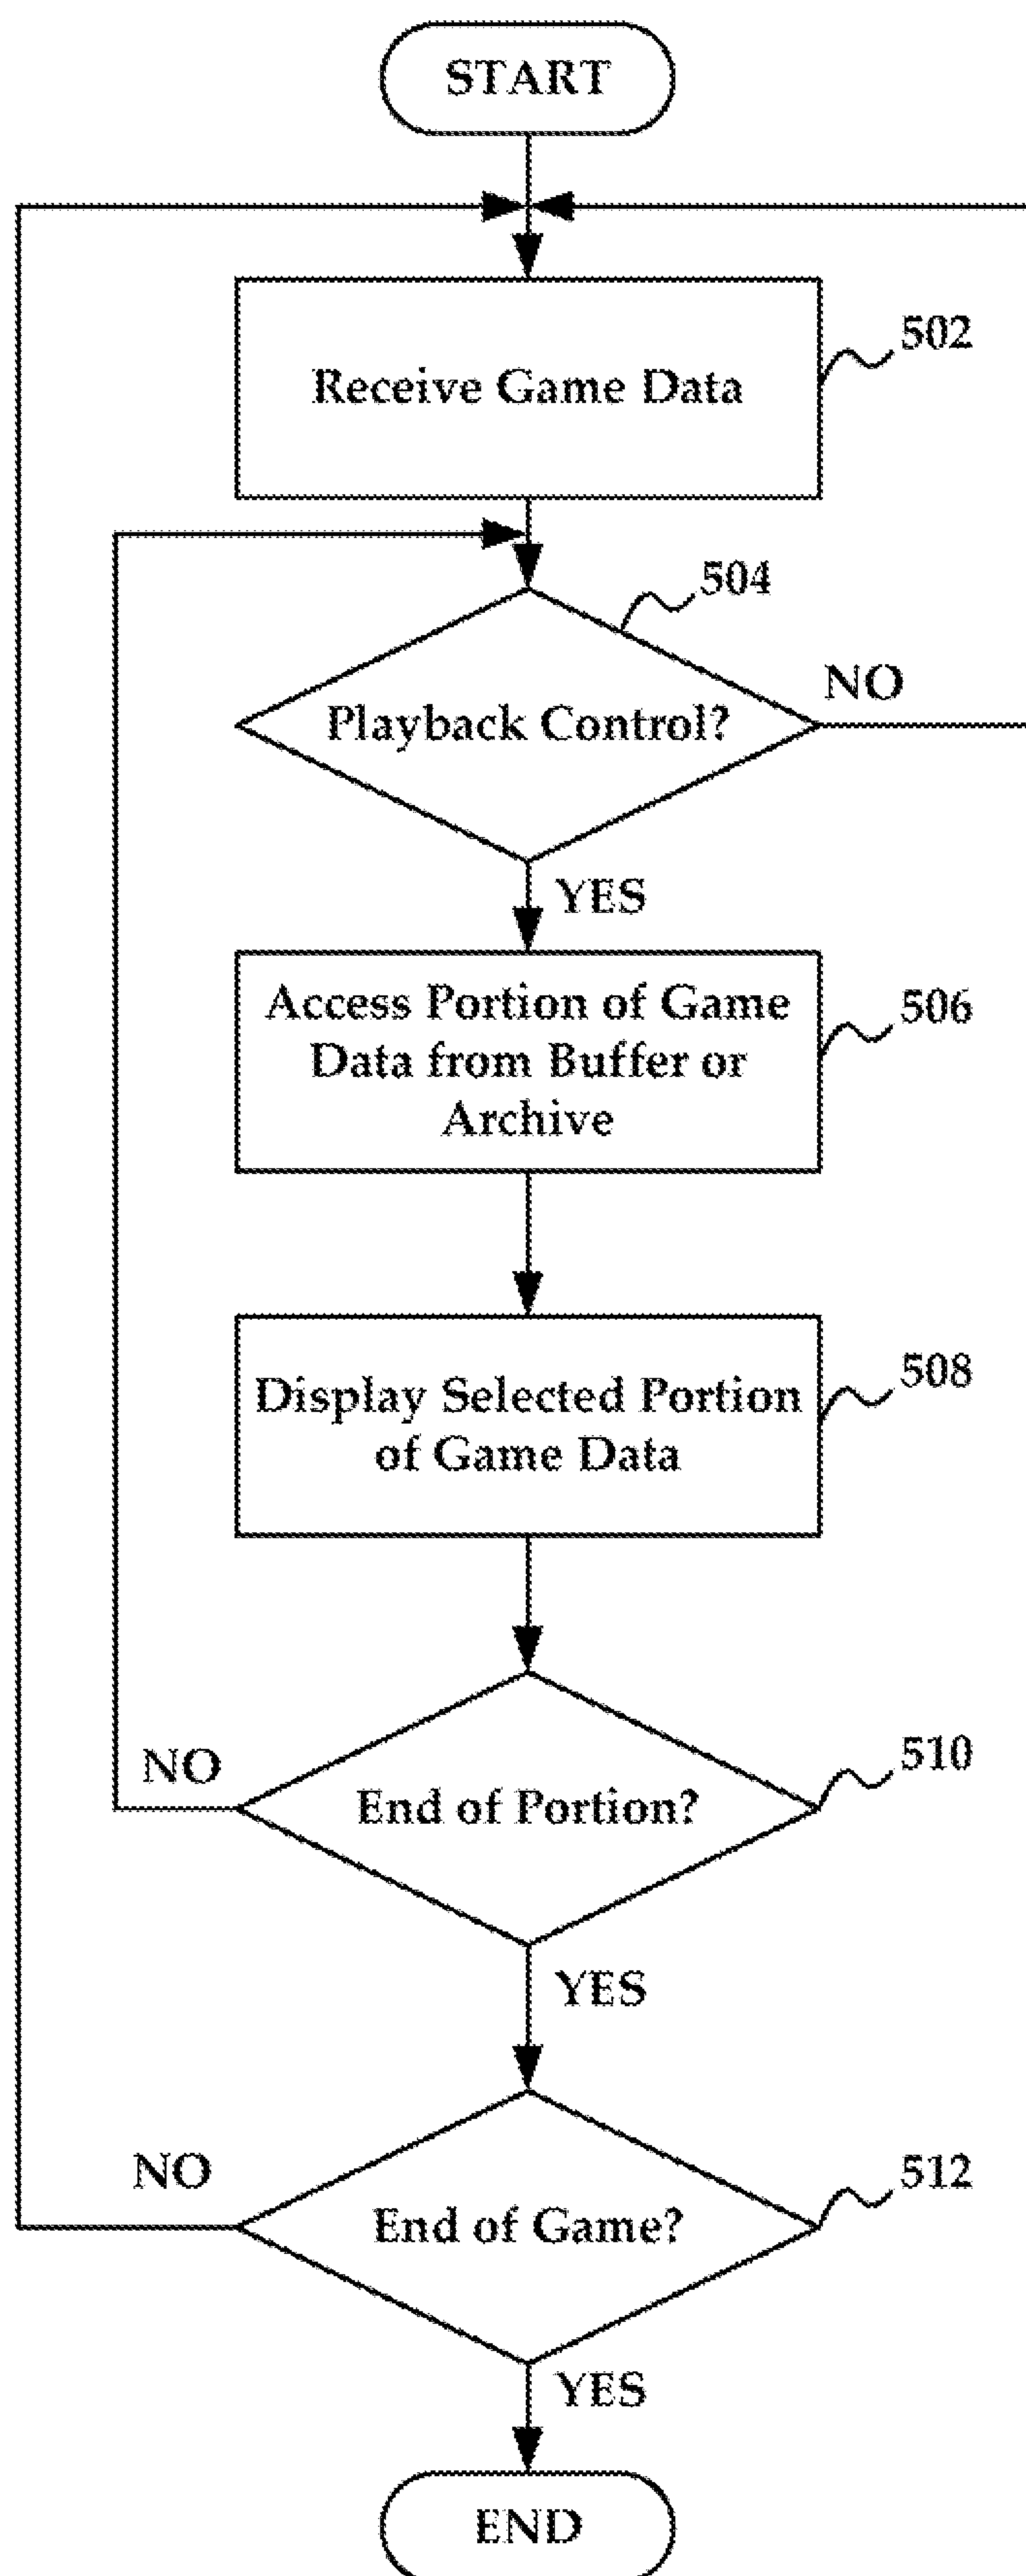 START
Receive Game Data
502
504
Playback Control?
NO
YES
Access Portion of Game
Data from Buffer or
Archive
506
Display Selected Portion
of Game Data
508
NO
End of Portion?
510
YES
NO
End of Game?
512
YES
END